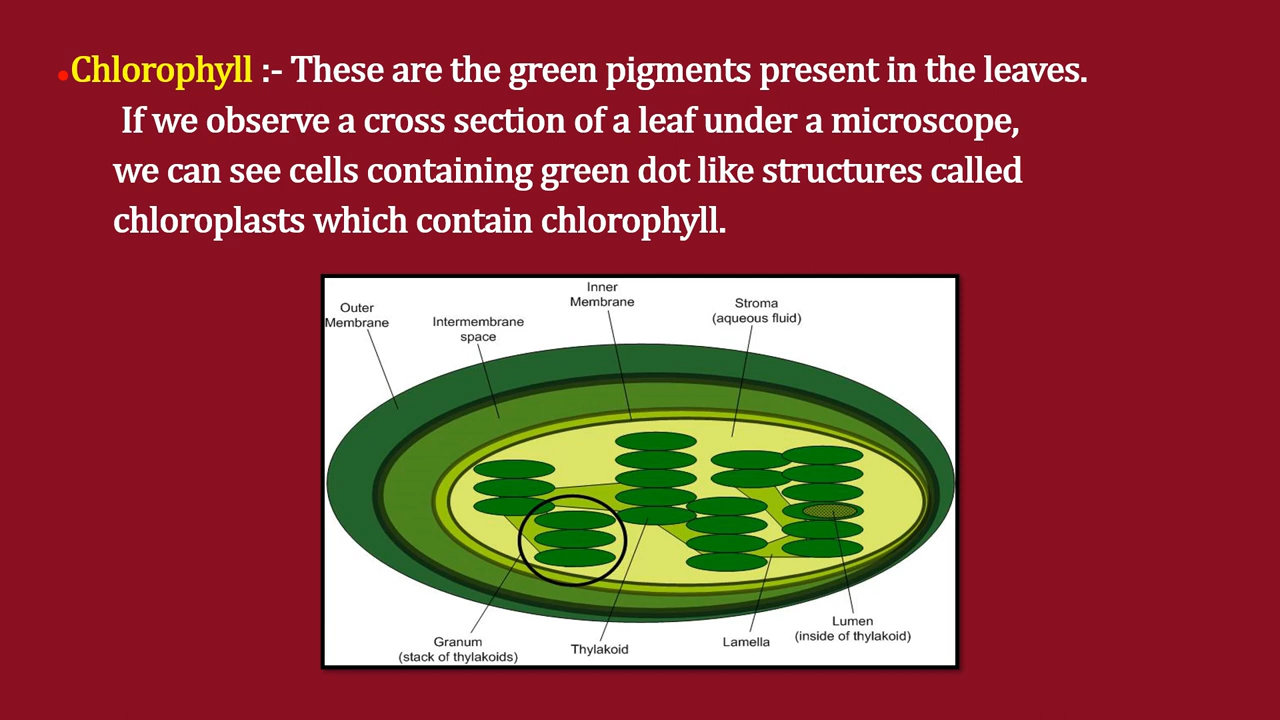 •Chlorophyll :- These are the green pigments present in the leaves.
If we observe a cross section of a leaf under a microscope,
we can see cells containing green dot like structures called
chloroplasts which contain chlorophyll.
Outer
Membrane
Intermembrane
space
Inner
Membrane
Stroma
(aqueous fluid)
Granum
(stack of thylakoids)
Thylakoid
Lamella
Lumen
(inside of thylakoid)